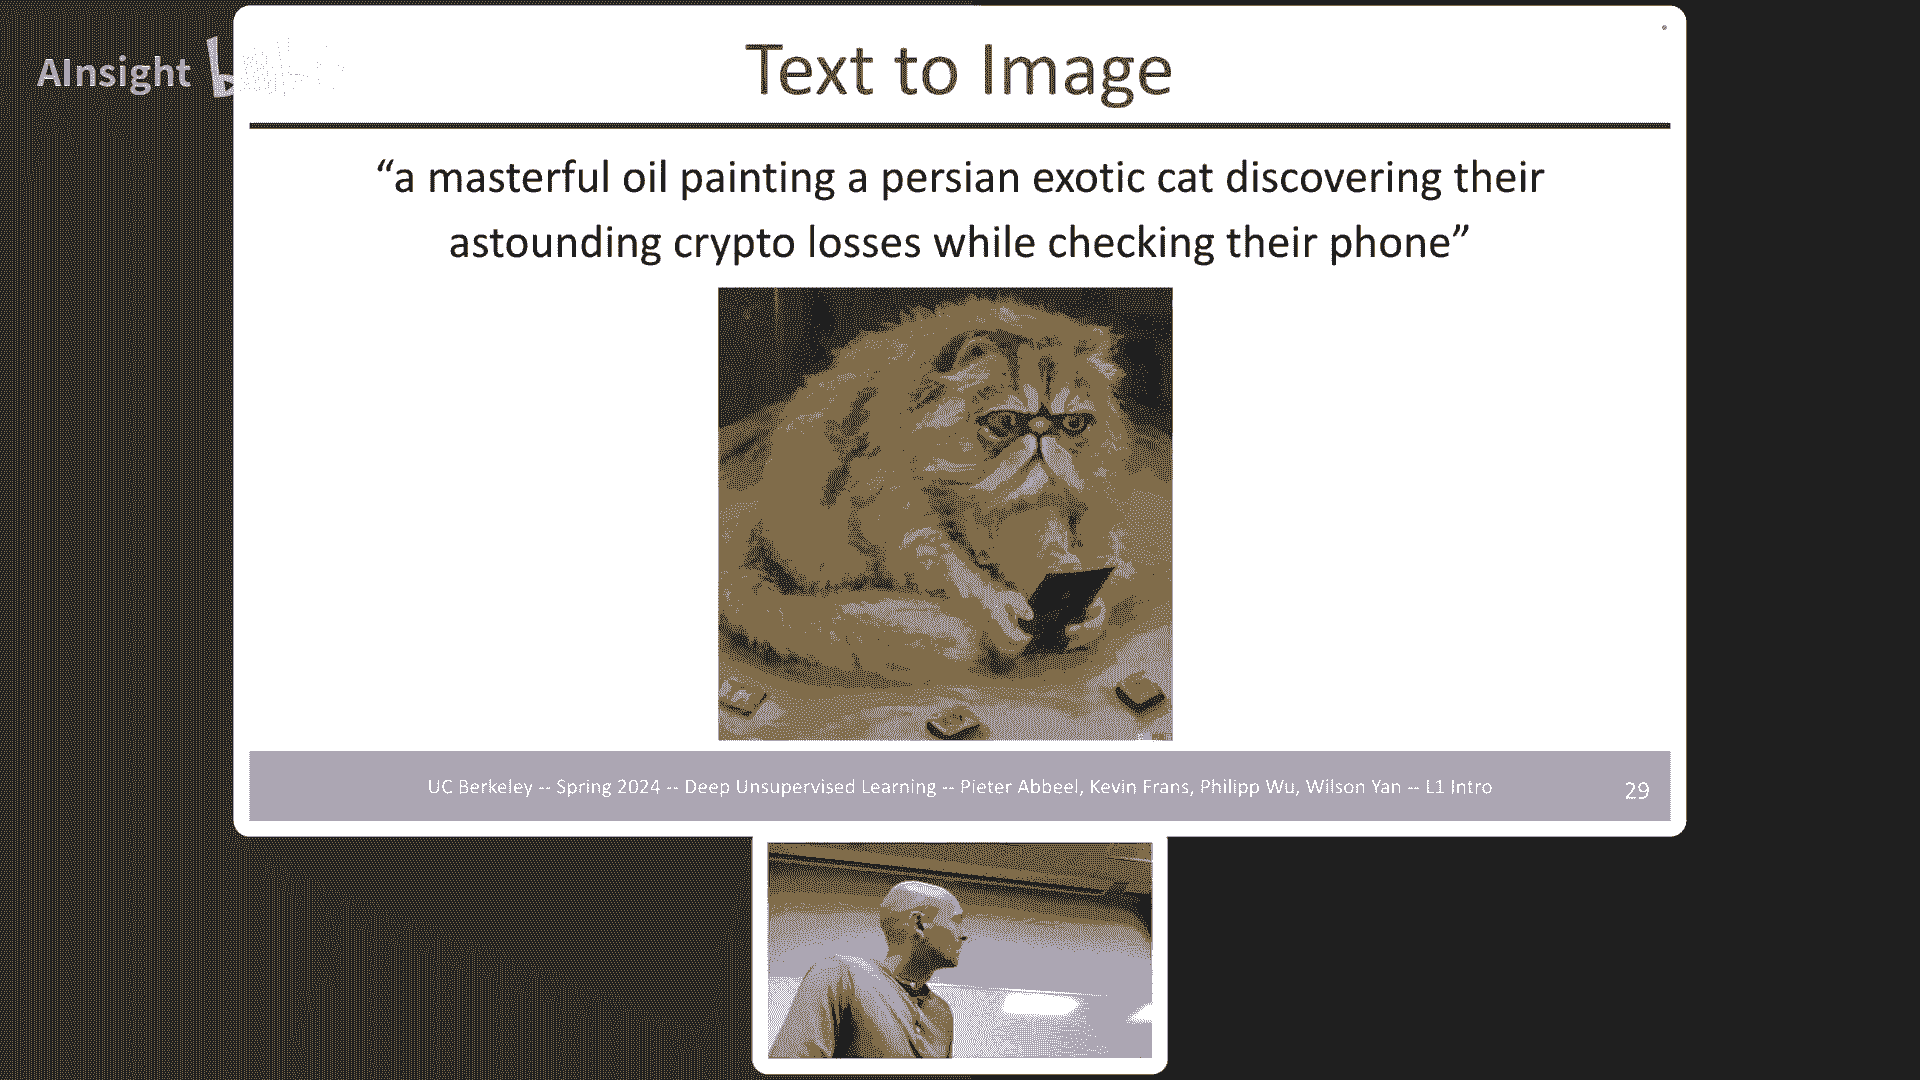 AInsight
Text to Image
“a masterful oil painting a persian exotic cat discovering their
astounding crypto losses while checking their phone”
UC Berkeley -- Spring 2024 -- Deep Unsupervised Learning -- Pieter Abbeel, Kevin Frans, Philipp Wu, Wilson Yan -- L1 Intro
29